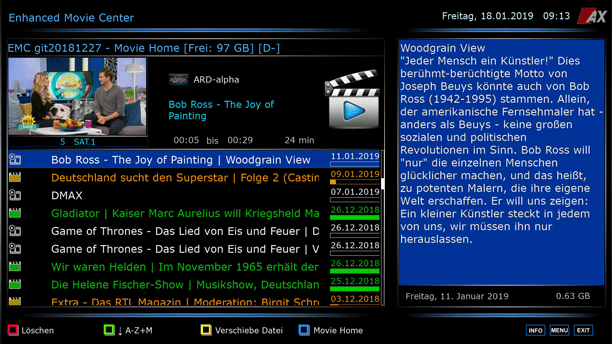 Enhanced Movie Center
Freitag, 18.01.2019 09:13
AX
EMC git20181227 - Movie Home [Frei: 97 GB] [D-]
5 SAT.1
ARD-alpha
Bob Ross - The Joy of
Painting
00:05 bis 00:29 24 min
Bob Ross - The Joy of Painting | Woodgrain View 11.01.2019
Deutschland sucht den Superstar | Folge 2 (Castin 09.01.2019
DMAX 07.01.2019
Gladiator | Kaiser Marc Aurelius will Kriegsheld Ma 26.12.2018
Game of Thrones - Das Lied von Eis und Feuer | D 26.12.2018
Game of Thrones - Das Lied von Eis und Feuer | V 26.12.2018
Wir waren Helden | Im November 1965 erhält der 26.12.2018
Die Helene Fischer-Show | Musikshow, Deutschlan 25.12.2018
Extra - Das RTL Magazin | Moderation: Birgit Schro 03.12.2018
Woodgrain View
"Jeder Mensch ein Künstler!" Dies
berühmt-berüchtigte Motto von
Joseph Beuys könnte auch von Bob
Ross (1942-1995) stammen. Allein,
der amerikanische Fernsehmaler hat -
anders als Beuys - keine großen
sozialen und politischen
Revolutionen im Sinn. Bob Ross will
"nur" die einzelnen Menschen
glücklicher machen, und das heißt,
zu potenten Malern, die ihre eigene
Welt erschaffen. Er will uns zeigen:
Ein kleiner Künstler steckt in jedem
von uns, wir müssen ihn nur
herauslassen.
Freitag, 11. Januar 2019 0.63 GB
Löschen
↓ A-Z+M
Verschiebe Datei
Movie Home
INFO MENU EXIT